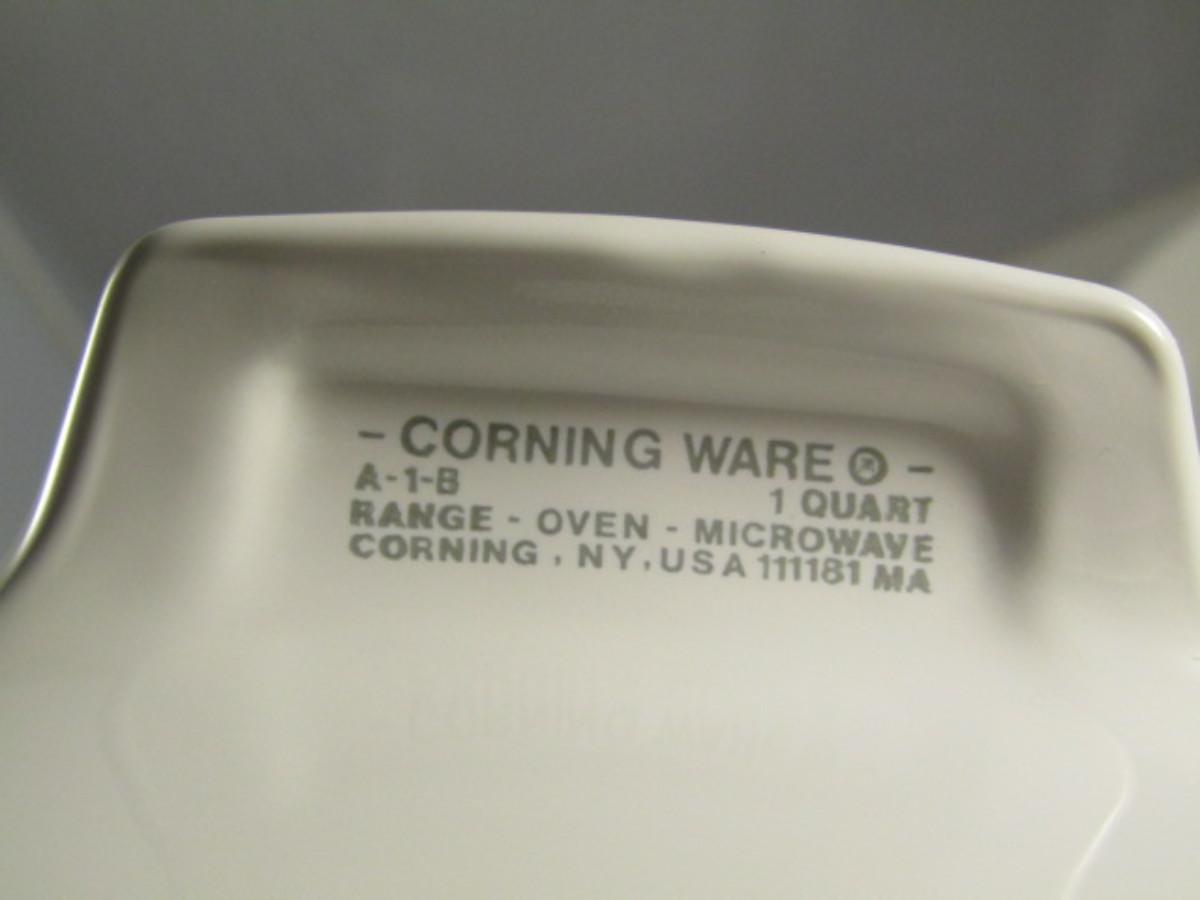 - CORNING WARE ® -
A-1-B 1 QUART
RANGE - OVEN - MICROWAVE
CORNING , NY, USA 111181 MA